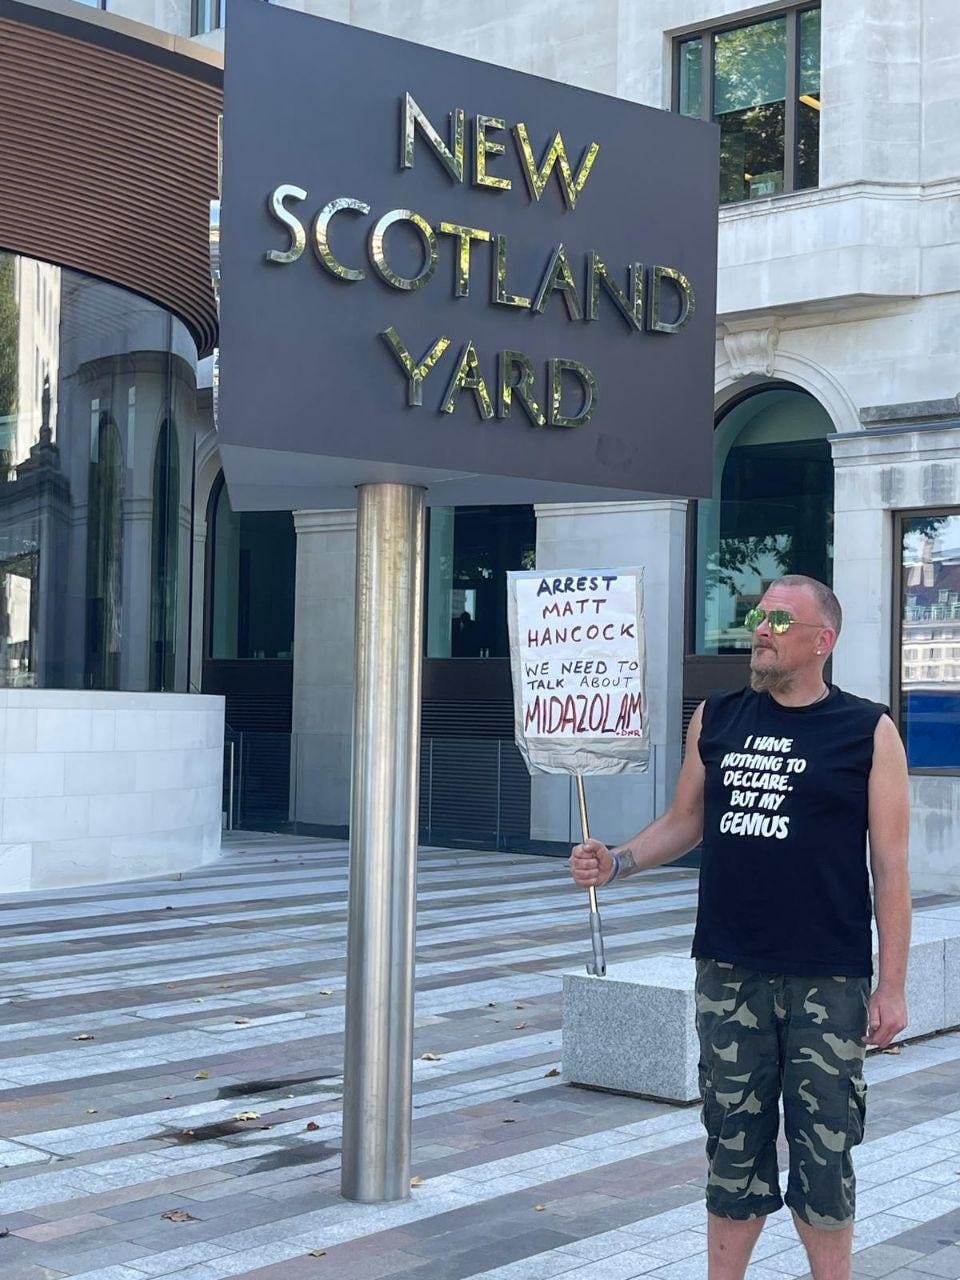 NEW
SCOTLAND
YARD
ARREST
MATT
HANCOCK
WE NEED TO
TALK ABOUT
MIDAZOLAM
+DNR
I HAVE
NOTHING TO
DECLARE.
BUT MY
GENIUS